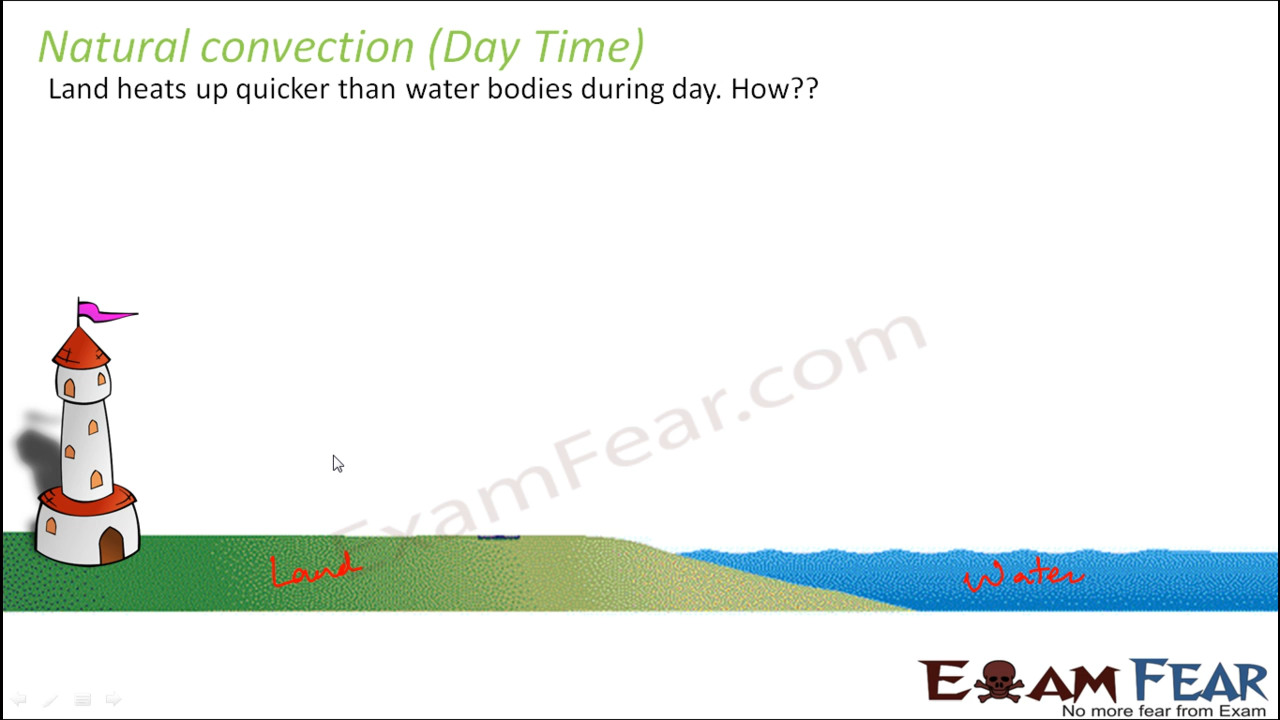 Natural convection (Day Time)
Land heats up quicker than water bodies during day. How??
ExamFear.com
Land
Water
EXAM FEAR
No more fear from Exam